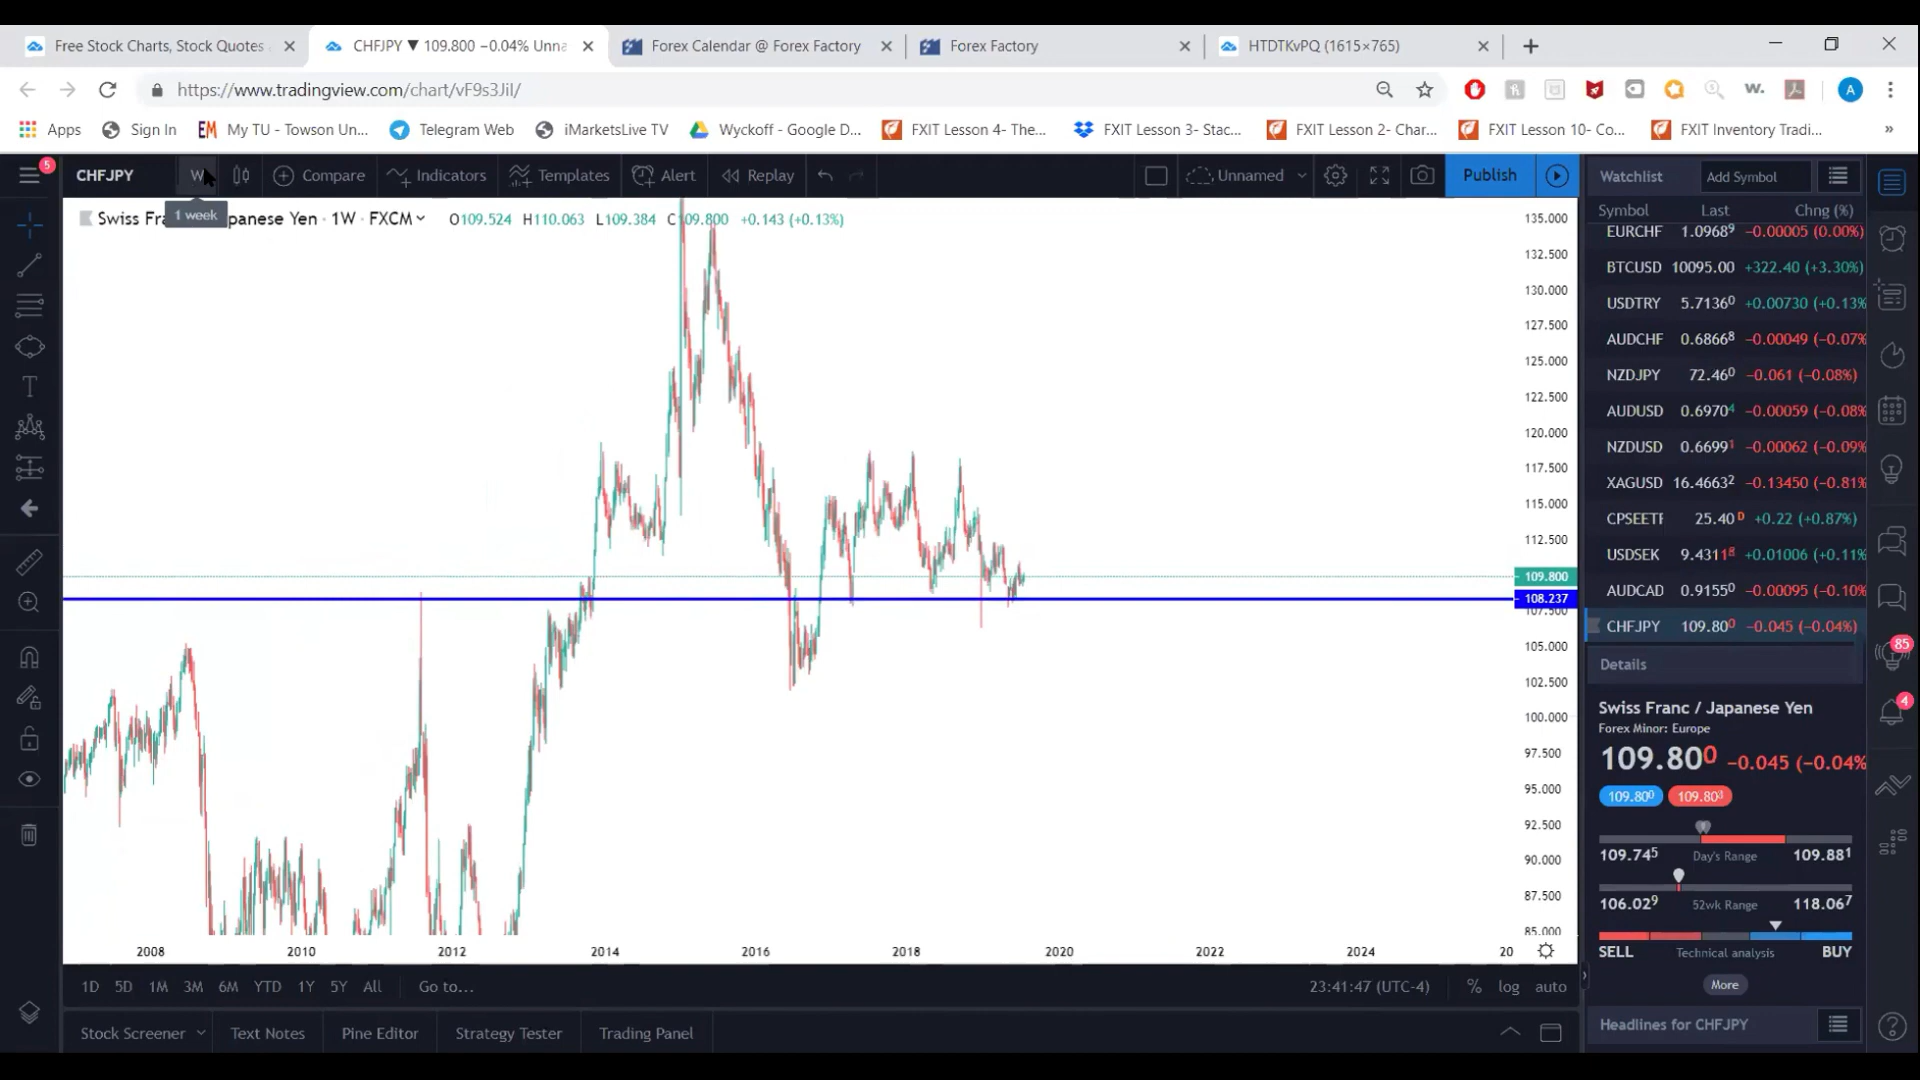 Free Stock Charts, Stock Quotes
CHFJPY ▼ 109.800 −0.04% Unna
Forex Calendar @ Forex Factory
Forex Factory
HTDTKvPQ (1615×765)
https://www.tradingview.com/chart/vF9s3JiI/
W.
A
Apps
Sign In
EM My TU - Towson Un...
Telegram Web
iMarketsLive TV
Wyckoff - Google D...
FXIT Lesson 4- The...
FXIT Lesson 3- Stac...
FXIT Lesson 2- Char...
FXIT Lesson 10- Co...
FXIT Inventory Tradi...
»
5
CHFJPY
W
Compare
Indicators
Templates
Alert
Replay
Unnamed
Publish
1 week
Swiss Fra
panese Yen · 1W · FXCM
O109.524 H110.063 L109.384 C109.800 +0.143 (+0.13%)
135.000
132.500
130.000
127.500
125.000
122.500
120.000
117.500
115.000
112.500
109.800
108.237
107.500
105.000
102.500
100.000
97.500
95.000
92.500
90.000
87.500
85.000
2008
2010
2012
2014
2016
2018
2020
2022
2024
20
1D 5D 1M 3M 6M YTD 1Y 5Y All
Go to...
23:41:47 (UTC-4)
% log auto
Stock Screener
Text Notes
Pine Editor
Strategy Tester
Trading Panel
Watchlist
Add Symbol
Symbol Last Chng (%)
EURCHF 1.09689 −0.00005 (0.00%)
BTCUSD 10095.00 +322.40 (+3.30%)
USDTRY 5.71360 +0.00730 (+0.13%
AUDCHF 0.68668 −0.00049 (−0.07%
NZDJPY 72.460 −0.061 (−0.08%)
AUDUSD 0.69704 −0.00059 (−0.08%
NZDUSD 0.66991 −0.00062 (−0.09%
XAGUSD 16.46632 −0.13450 (−0.81%
CPSEETF 25.40 D +0.22 (+0.87%)
USDSEK 9.43118 +0.01006 (+0.11%
AUDCAD 0.91550 −0.00095 (−0.10%
CHFJPY 109.800 −0.045 (−0.04%)
Details
Swiss Franc / Japanese Yen
Forex Minor: Europe
109.800 −0.045 (−0.04%
109.800
109.803
109.745 Day's Range 109.881
106.029 52wk Range 118.067
SELL Technical analysis BUY
More
Headlines for CHFJPY
85
4